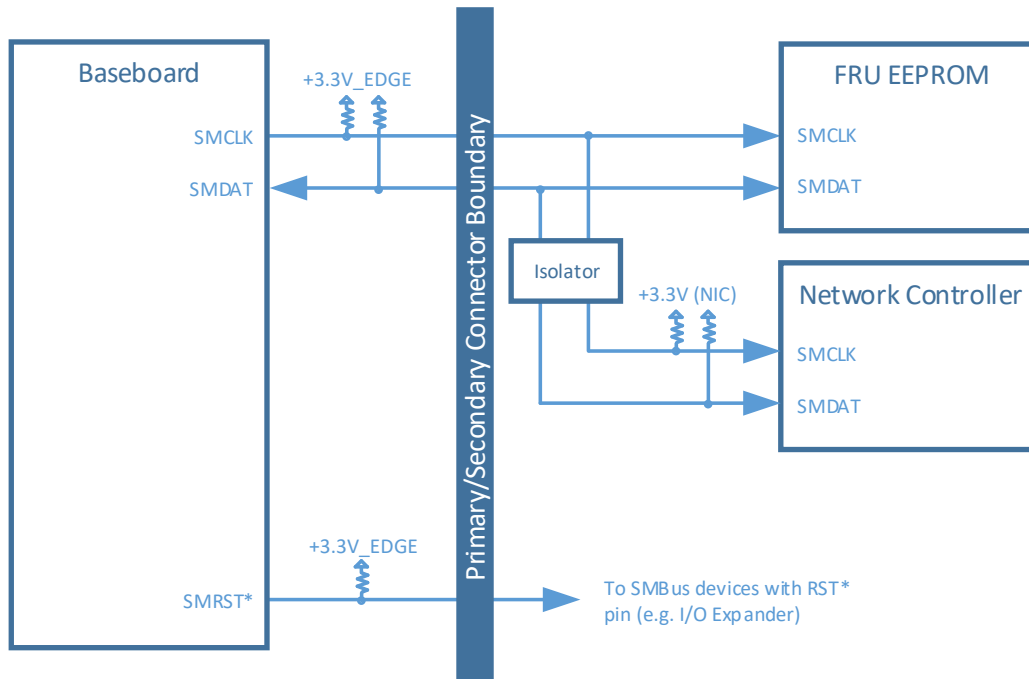 Baseboard
+3.3V_EDGE
SMCLK
SMDAT
+3.3V_EDGE
SMRST*
Primary/Secondary Connector Boundary
FRU EEPROM
SMCLK
SMDAT
Isolator
+3.3V (NIC)
Network Controller
SMCLK
SMDAT
To SMBus devices with RST*
pin (e.g. I/O Expander)